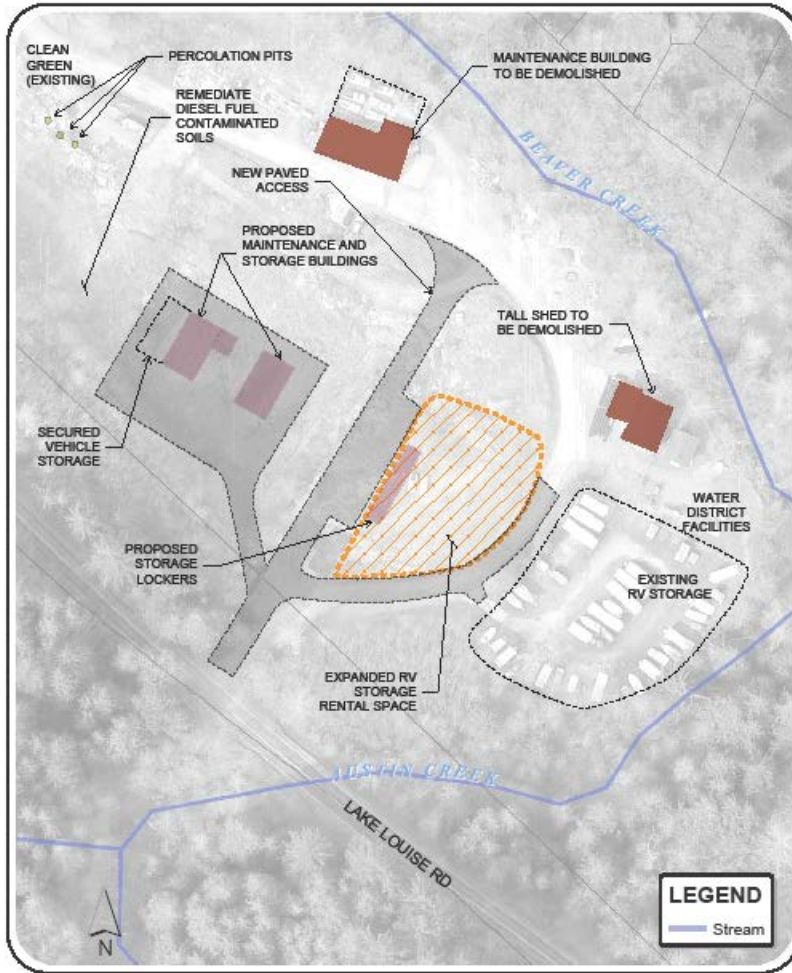 CLEAN
GREEN
(EXISTING)
PERCOLATION PITS
REMEDIATE
DIESEL FUEL
CONTAMINATED
SOILS
MAINTENANCE BUILDING
TO BE DEMOLISHED
BEAVER CREEK
NEW PAVED
ACCESS
PROPOSED
MAINTENANCE AND
STORAGE BUILDINGS
TALL SHED TO
BE DEMOLISHED
SECURED
VEHICLE
STORAGE
WATER
DISTRICT
FACILITIES
PROPOSED
STORAGE
LOCKERS
EXISTING
RV STORAGE
EXPANDED RV
STORAGE
RENTAL SPACE
AUSTIN CREEK
LAKE LOUISE RD
N
LEGEND
Stream